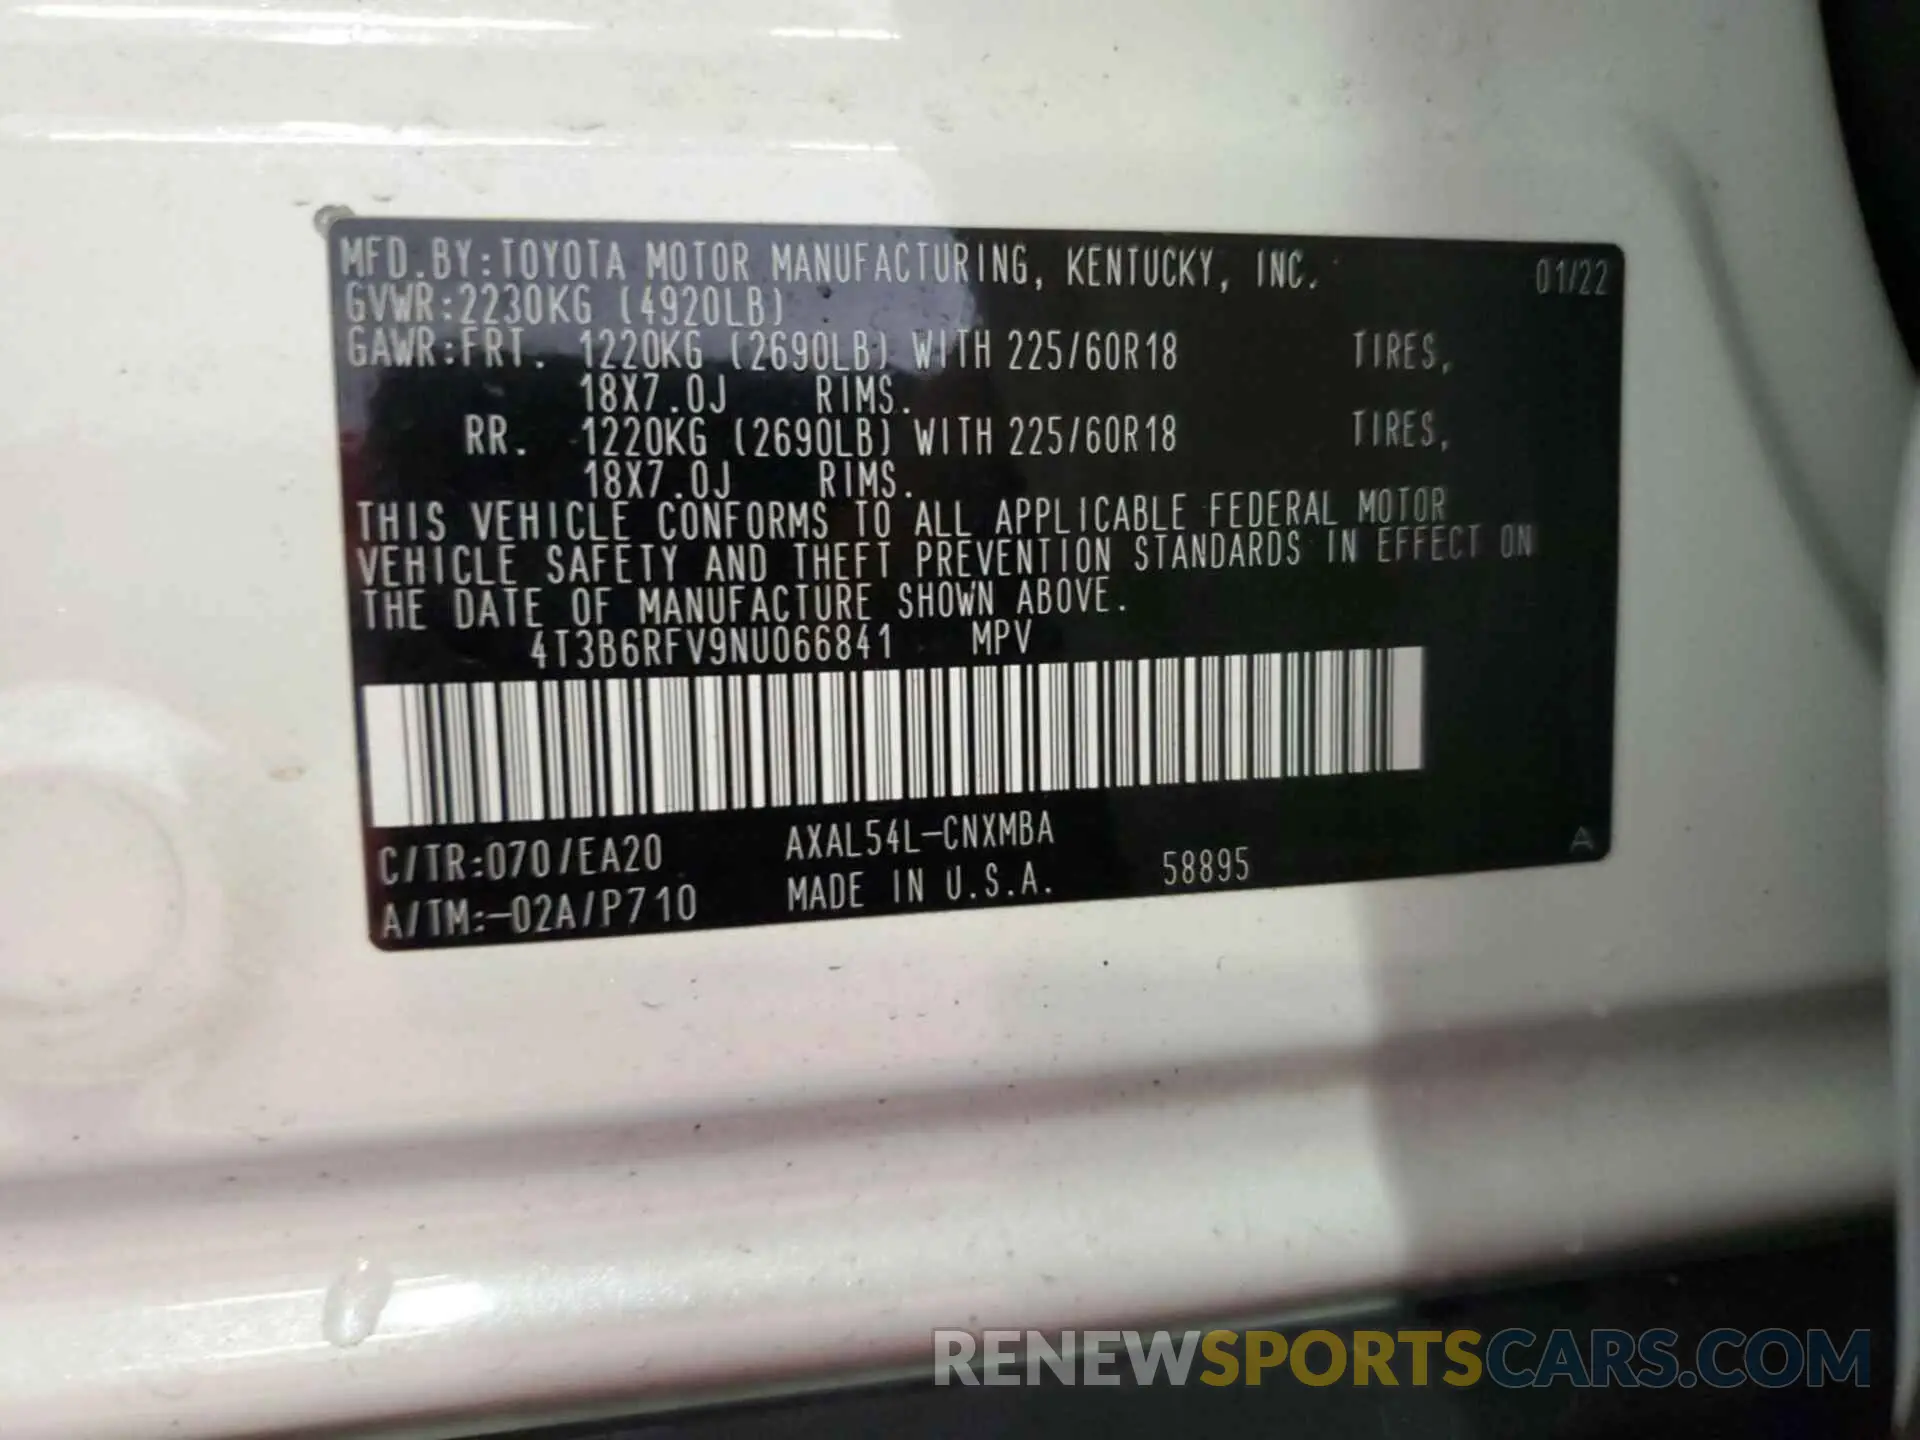 MFD.BY:TOYOTA MOTOR MANUFACTURING, KENTUCKY, INC. 01/22
GVWR:2230KG (4920LB)
GAWR:FRT. 1220KG (2690LB) WITH 225/60R18 TIRES,
18X7.0J RIMS.
RR. 1220KG (2690LB) WITH 225/60R18 TIRES,
18X7.0J RIMS.
THIS VEHICLE CONFORMS TO ALL APPLICABLE FEDERAL MOTOR
VEHICLE SAFETY AND THEFT PREVENTION STANDARDS IN EFFECT ON
THE DATE OF MANUFACTURE SHOWN ABOVE.
4T3B6RFV9NU066841 MPV
C/TR:070/EA20 AXAL54L-CNXMBA
A/TM:-02A/P710 MADE IN U.S.A. 58895 A
RENEWSPORTSCARS.COM